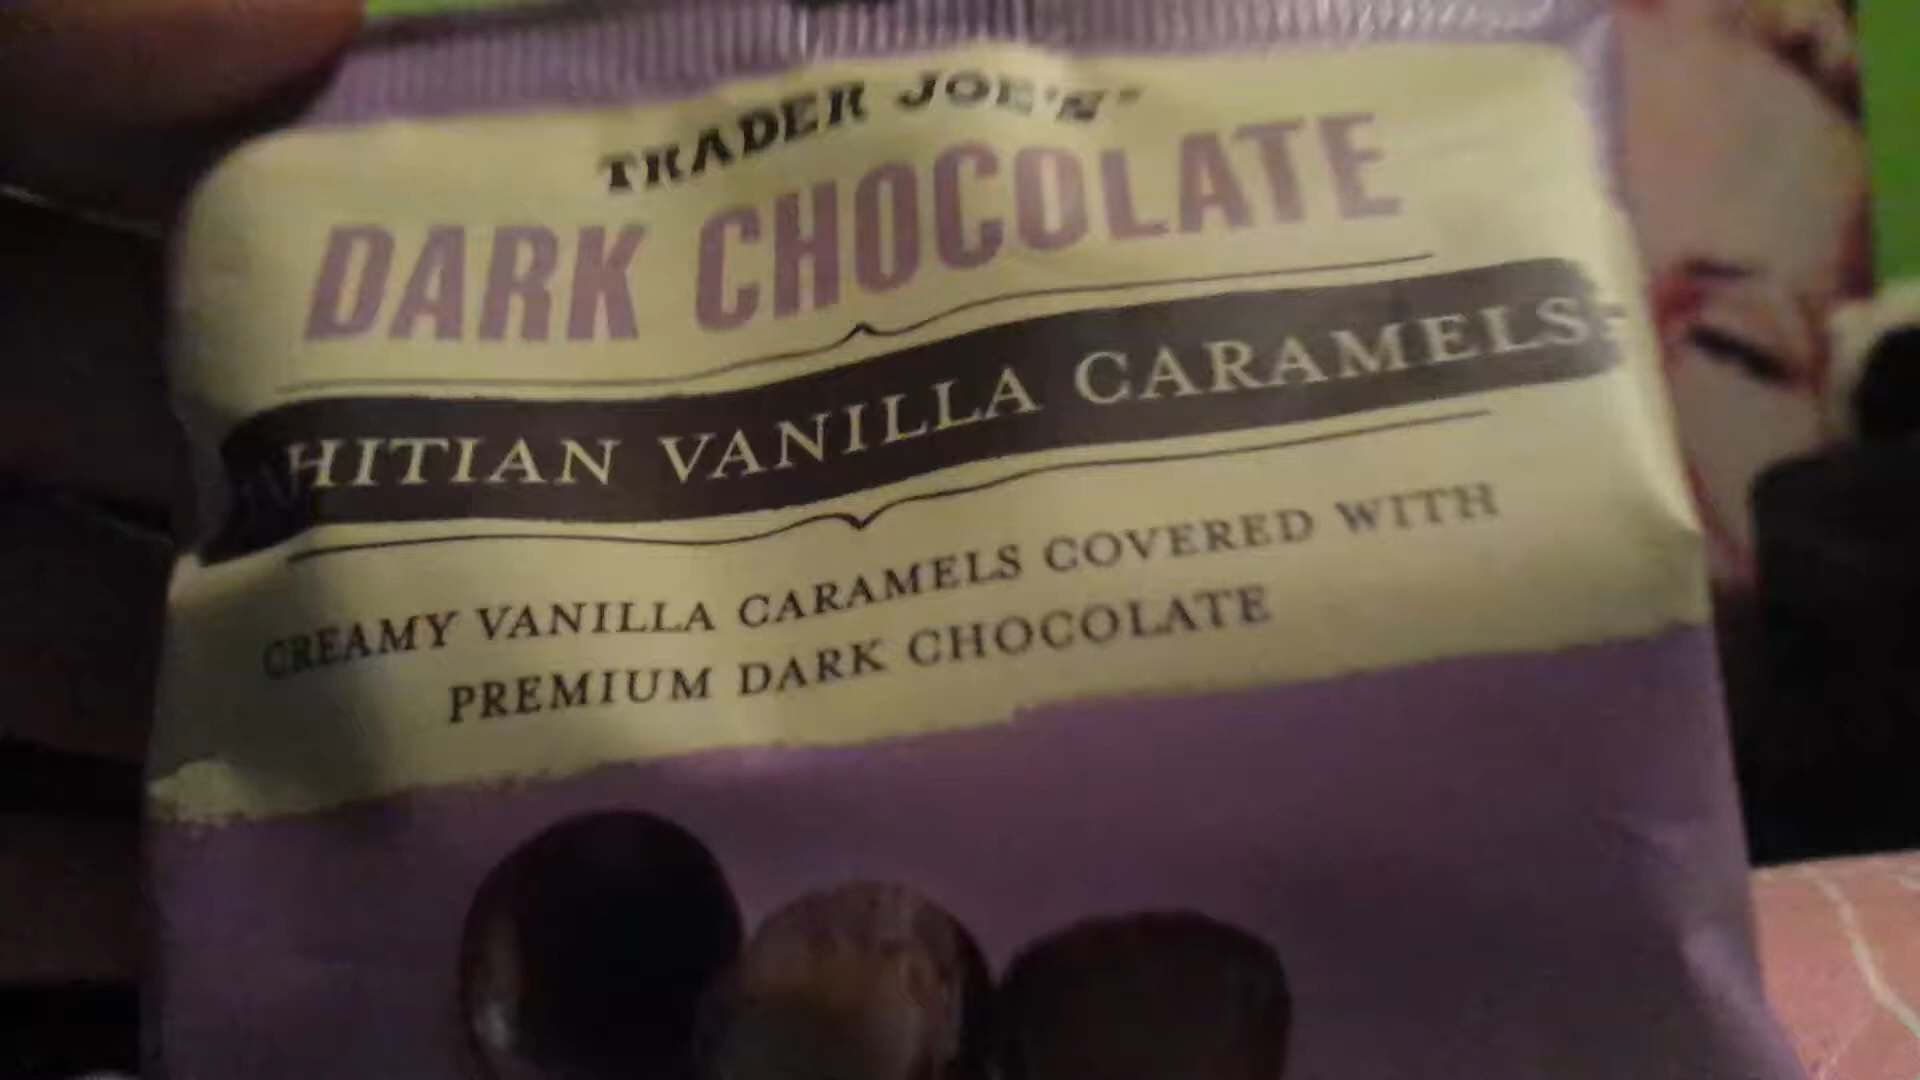 TRADER JOE'S
DARK CHOCOLATE
HITIAN VANILLA CARAMELS
CREAMY VANILLA CARAMELS COVERED WITH
PREMIUM DARK CHOCOLATE